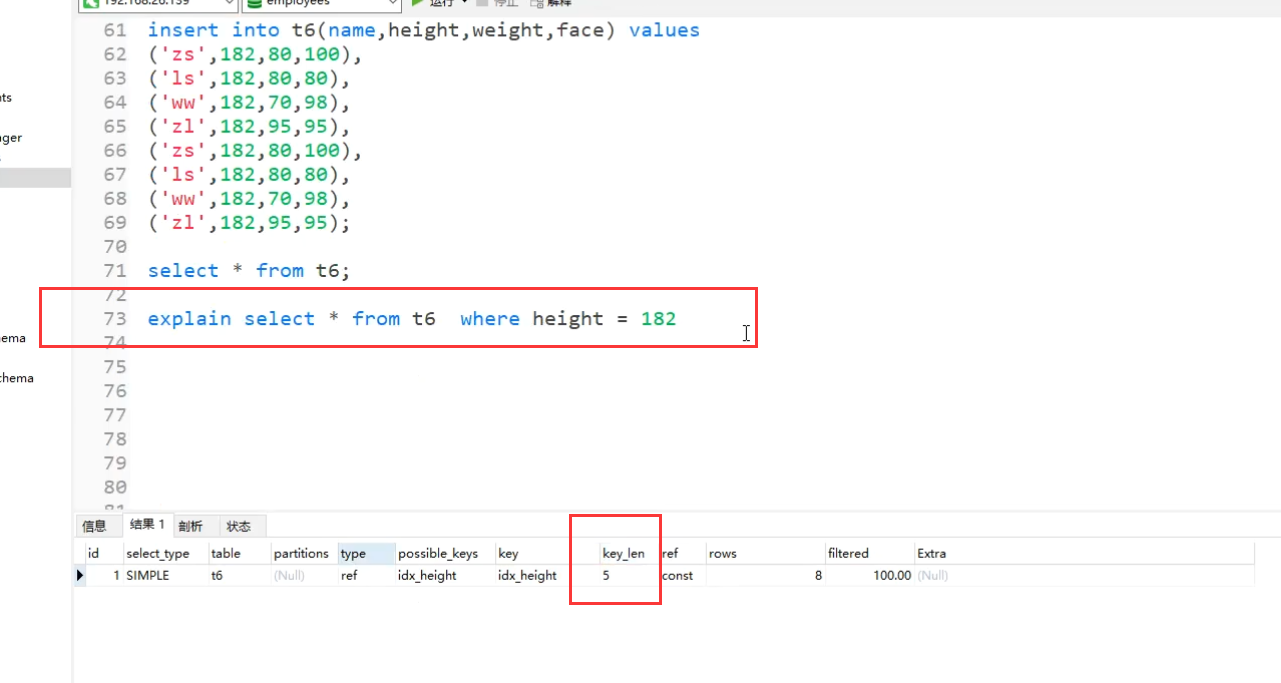 192.168.26.139 employees 运行 停止 解释
61 insert into t6(name,height,weight,face) values
62 ('zs',182,80,100),
63 ('ls',182,80,80),
64 ('ww',182,70,98),
65 ('zl',182,95,95),
66 ('zs',182,80,100),
67 ('ls',182,80,80),
68 ('ww',182,70,98),
69 ('zl',182,95,95);
70
71 select * from t6;
72
73 explain select * from t6  where height = 182
74
75
76
77
78
79
80
81
nts
ager
ema
chema
信息 结果 1 剖析 状态
id select_type table partitions type possible_keys key key_len ref rows filtered Extra
1 SIMPLE t6 (Null) ref idx_height idx_height 5 const 8 100.00 (Null)